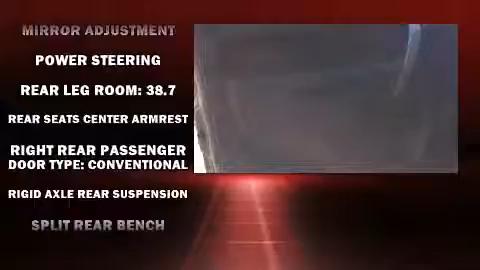 MIRROR ADJUSTMENT
POWER STEERING
REAR LEG ROOM: 38.7
REAR SEATS CENTER ARMREST
RIGHT REAR PASSENGER
DOOR TYPE: CONVENTIONAL
RIGID AXLE REAR SUSPENSION
SPLIT REAR BENCH